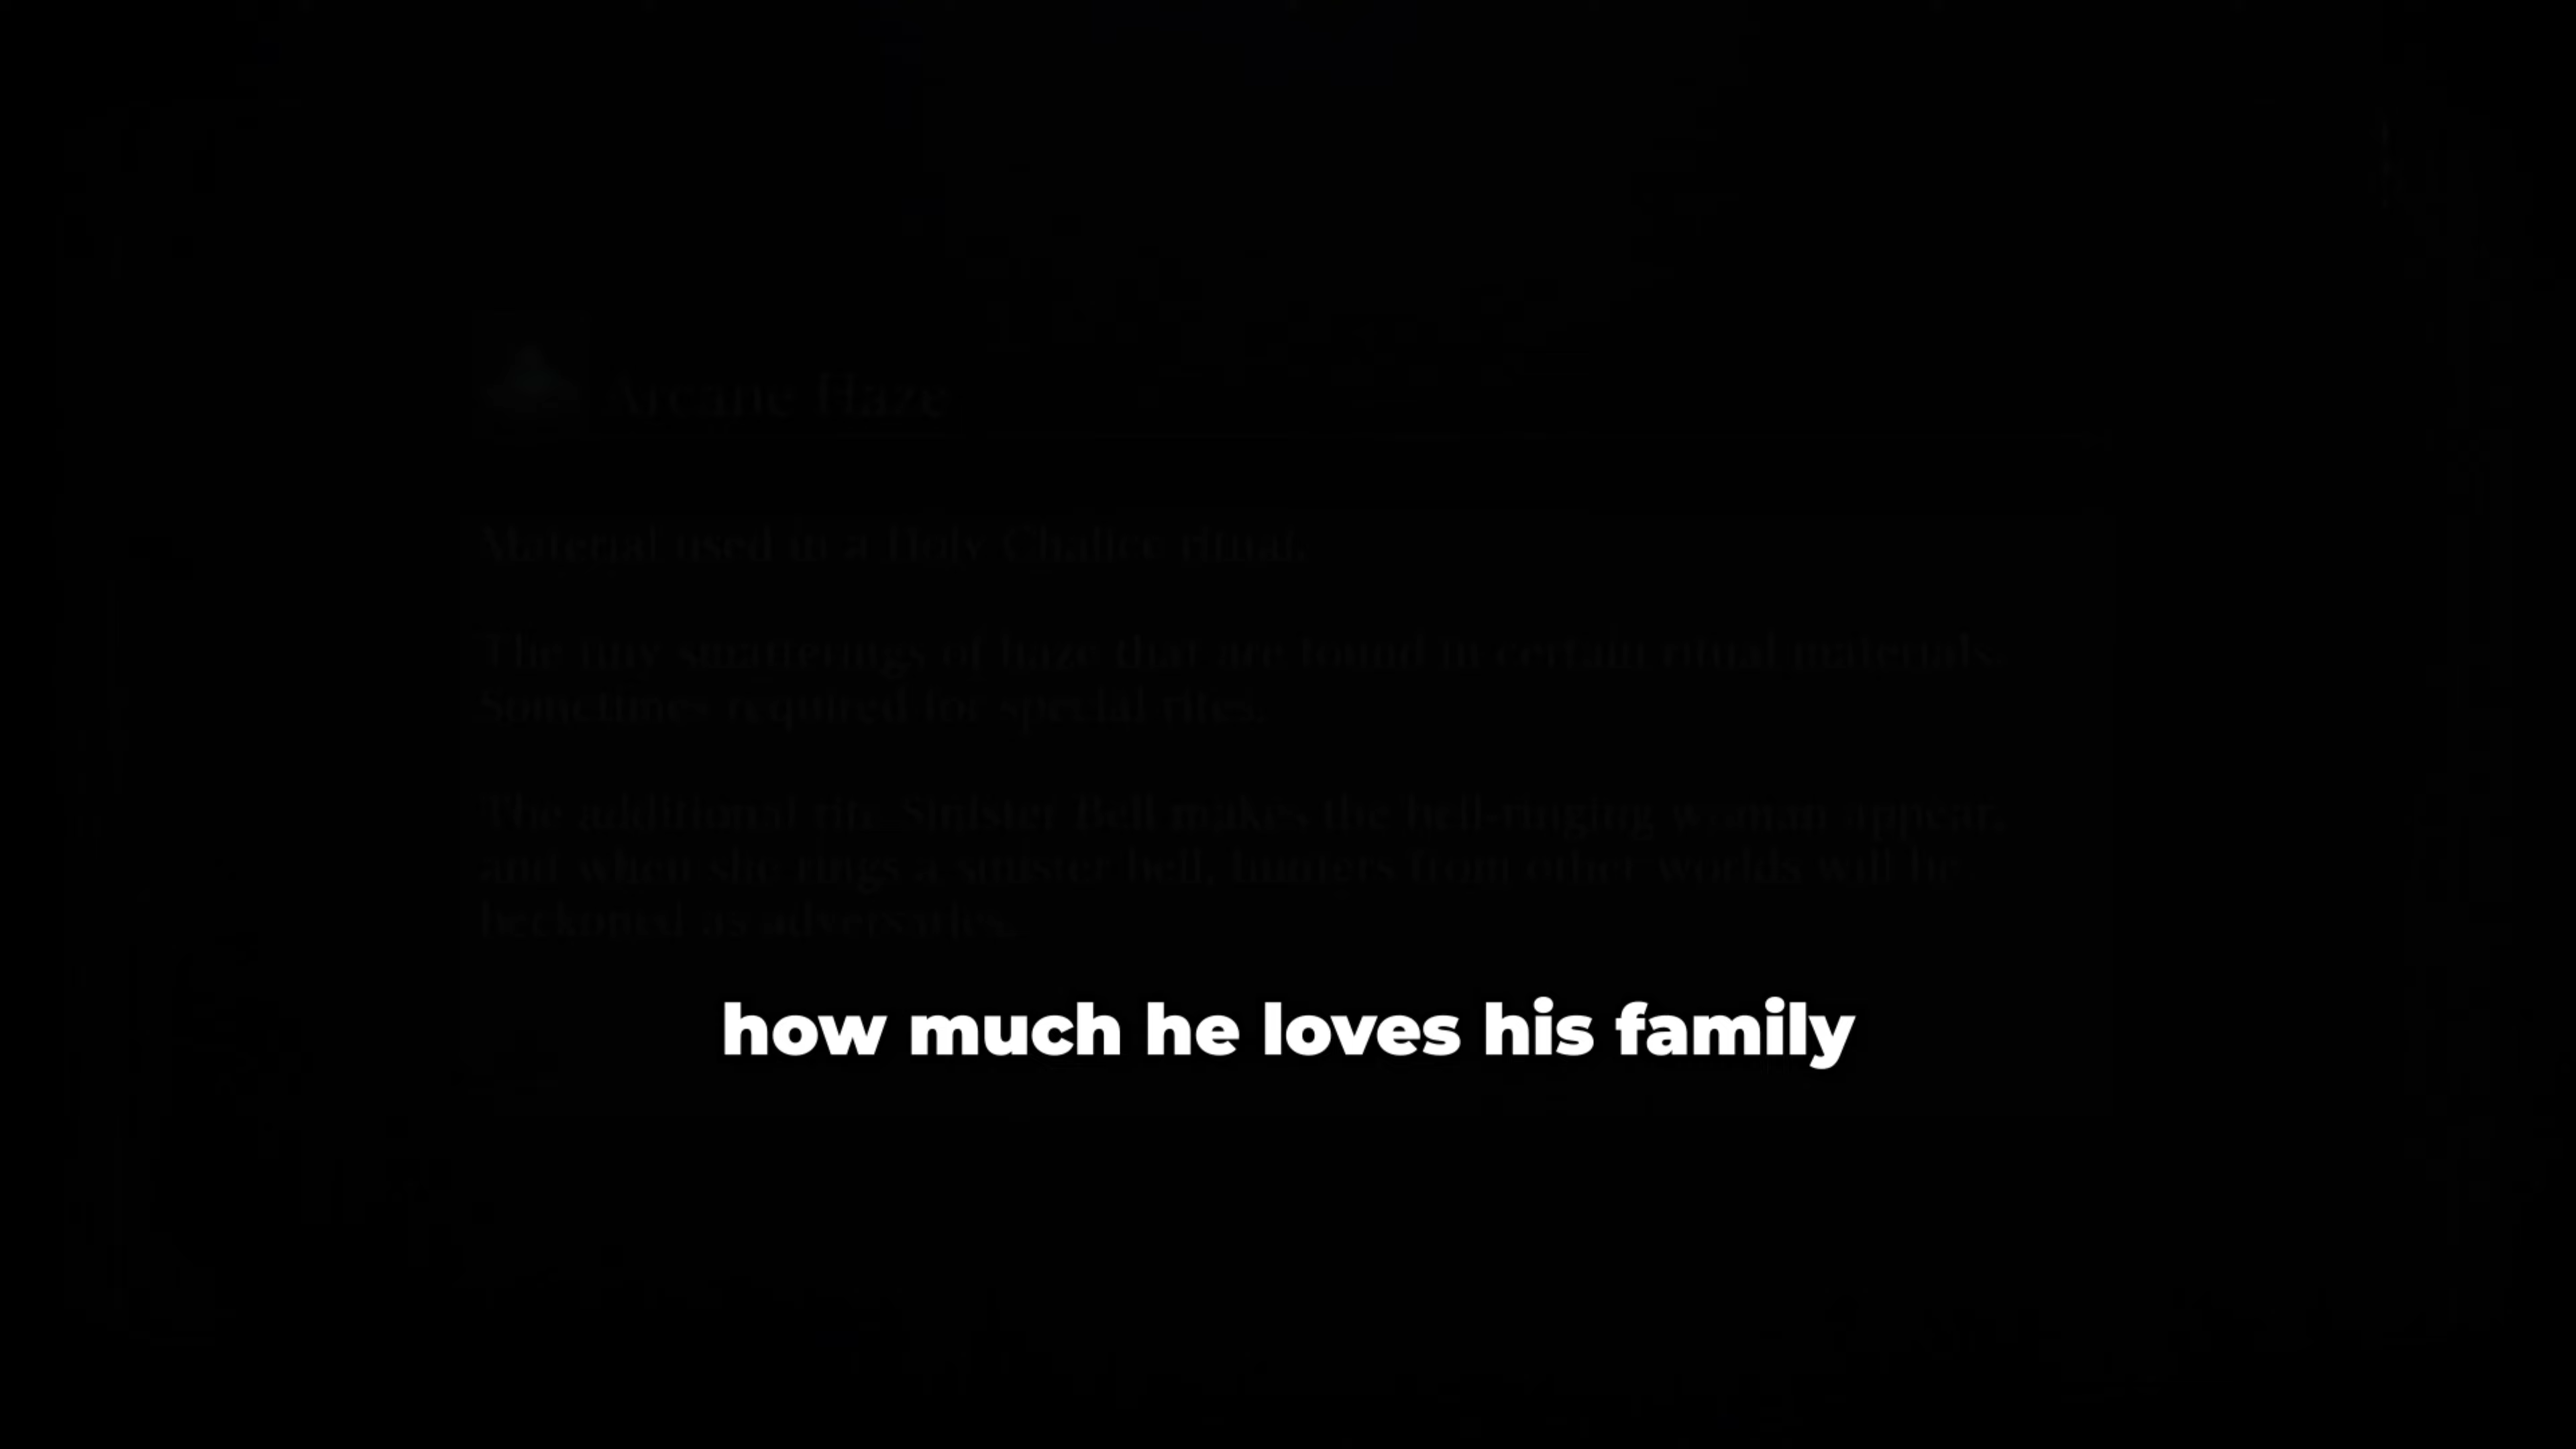 Arcane Haze
Material used in a Holy Chalice ritual.
The tiny smatterings of haze that are found in certain ritual materials.
Sometimes required for special rites.
The additional rite Sinister Bell makes the bell-ringing woman appear,
and when she rings a sinister bell, hunters from other worlds will be
beckoned as adversaries.
how much he loves his family